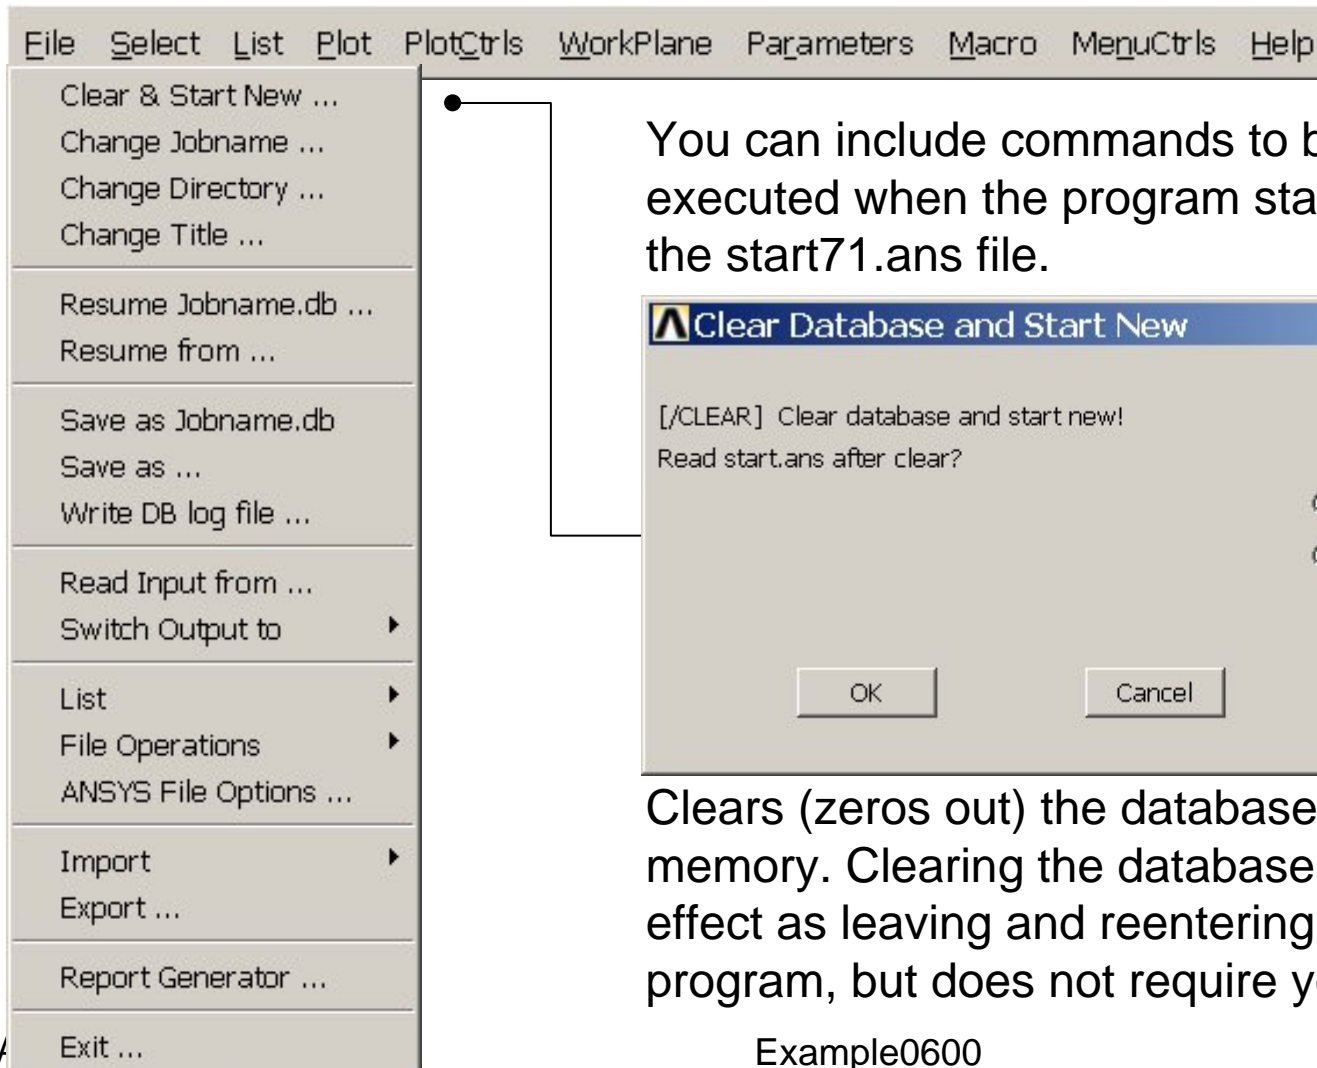 File Select List Plot PlotCtrls WorkPlane Parameters Macro MenuCtrls Help
Clear & Start New ...
Change Jobname ...
Change Directory ...
Change Title ...
Resume Jobname.db ...
Resume from ...
Save as Jobname.db
Save as ...
Write DB log file ...
Read Input from ...
Switch Output to
List
File Operations
ANSYS File Options ...
Import
Export ...
Report Generator ...
Exit ...
You can include commands to
executed when the program
the start71.ans file.
Clear Database and Start New
[/CLEAR] Clear database and start new!
Read start.ans after clear?
OK Cancel
Clears (zeros out) the database
memory. Clearing the database
effect as leaving and reentering
program, but does not require
Example0600